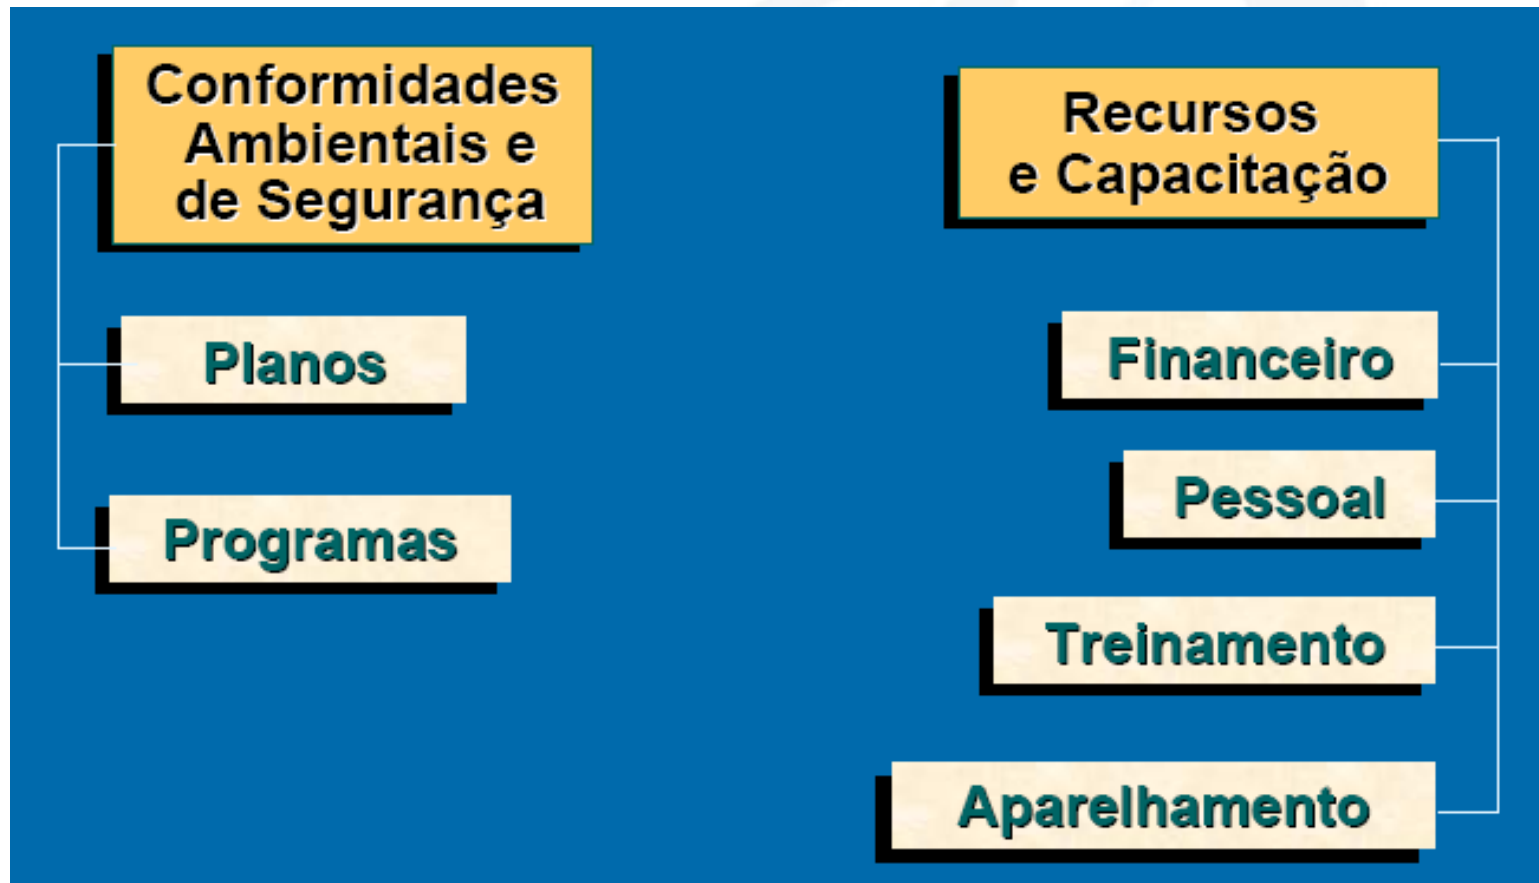 Conformidades
Ambientais e
de Segurança
Planos
Programas
Recursos
e Capacitação
Financeiro
Pessoal
Treinamento
Aparelhamento